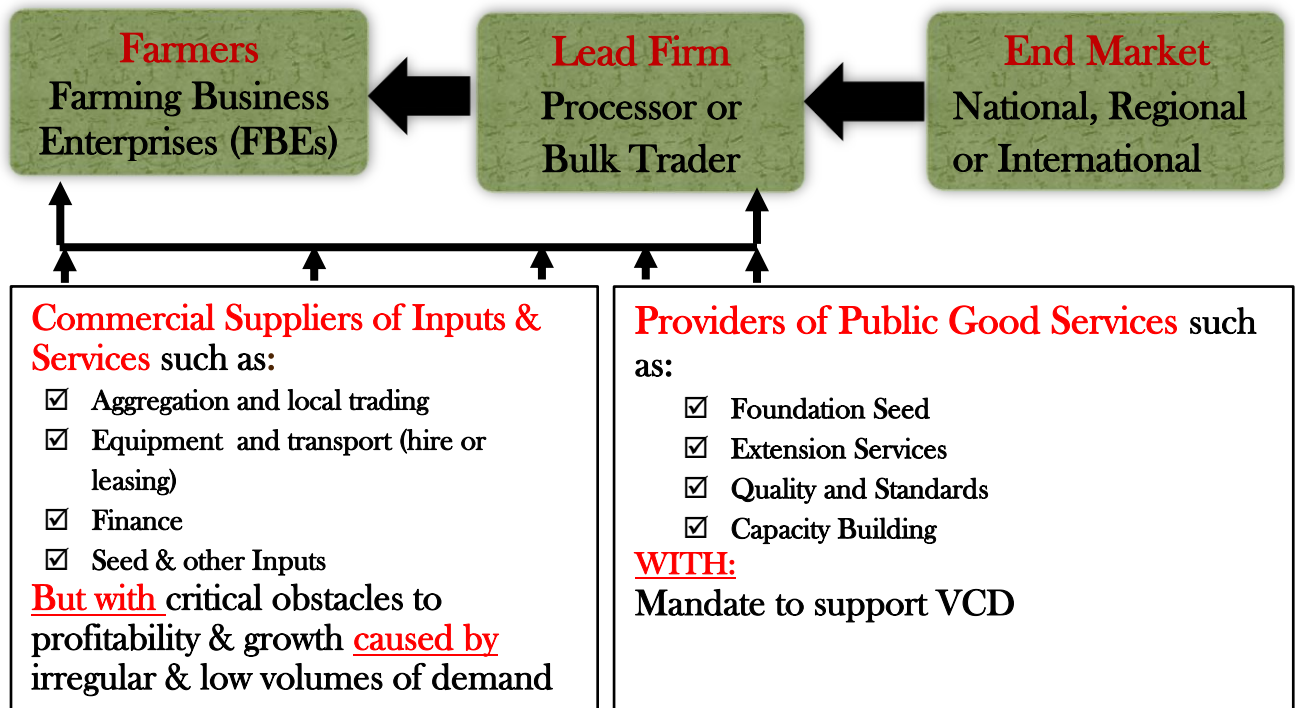 Farmers
Farming Business
Enterprises (FBEs)
Lead Firm
Processor or
Bulk Trader
End Market
National, Regional
or International
Commercial Suppliers of Inputs &
Services such as:
☑ Aggregation and local trading
☑ Equipment and transport (hire or
leasing)
☑ Finance
☑ Seed & other Inputs
But with critical obstacles to
profitability & growth caused by
irregular & low volumes of demand
Providers of Public Good Services such
as:
☑ Foundation Seed
☑ Extension Services
☑ Quality and Standards
☑ Capacity Building
WITH:
Mandate to support VCD